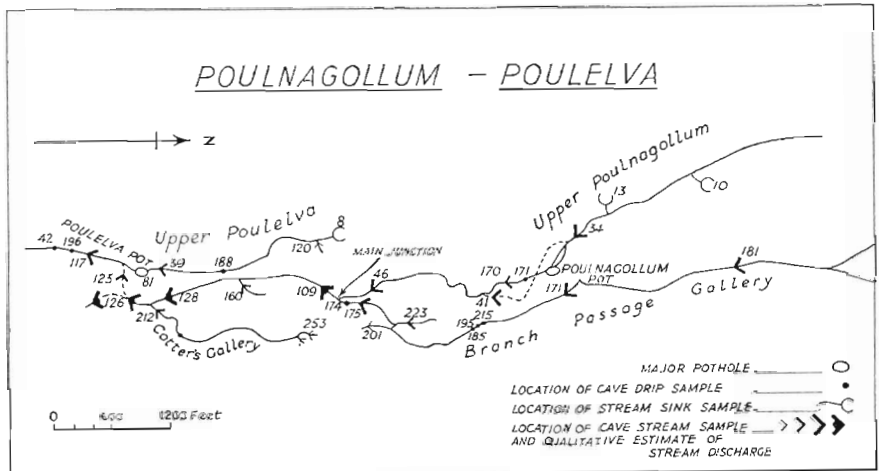 POULNAGOLLUM – POULELVA
N
Upper Poulnagollum
13
10
34
Upper Poulelva
8
120
MAIN JUNCTION
POULELVA POT
42 196
117
39
188
81
125
126
128
160
109
174
175
46
170
171
41
POULNAGOLLUM POT
171
181
Branch Passage Gallery
212
Cotter's Gallery
253
201
223
195
215
185
MAJOR POTHOLE
LOCATION OF CAVE DRIP SAMPLE
LOCATION OF STREAM SINK SAMPLE
LOCATION OF CAVE STREAM SAMPLE
AND QUALITATIVE ESTIMATE OF
STREAM DISCHARGE
0 600 1200 Feet